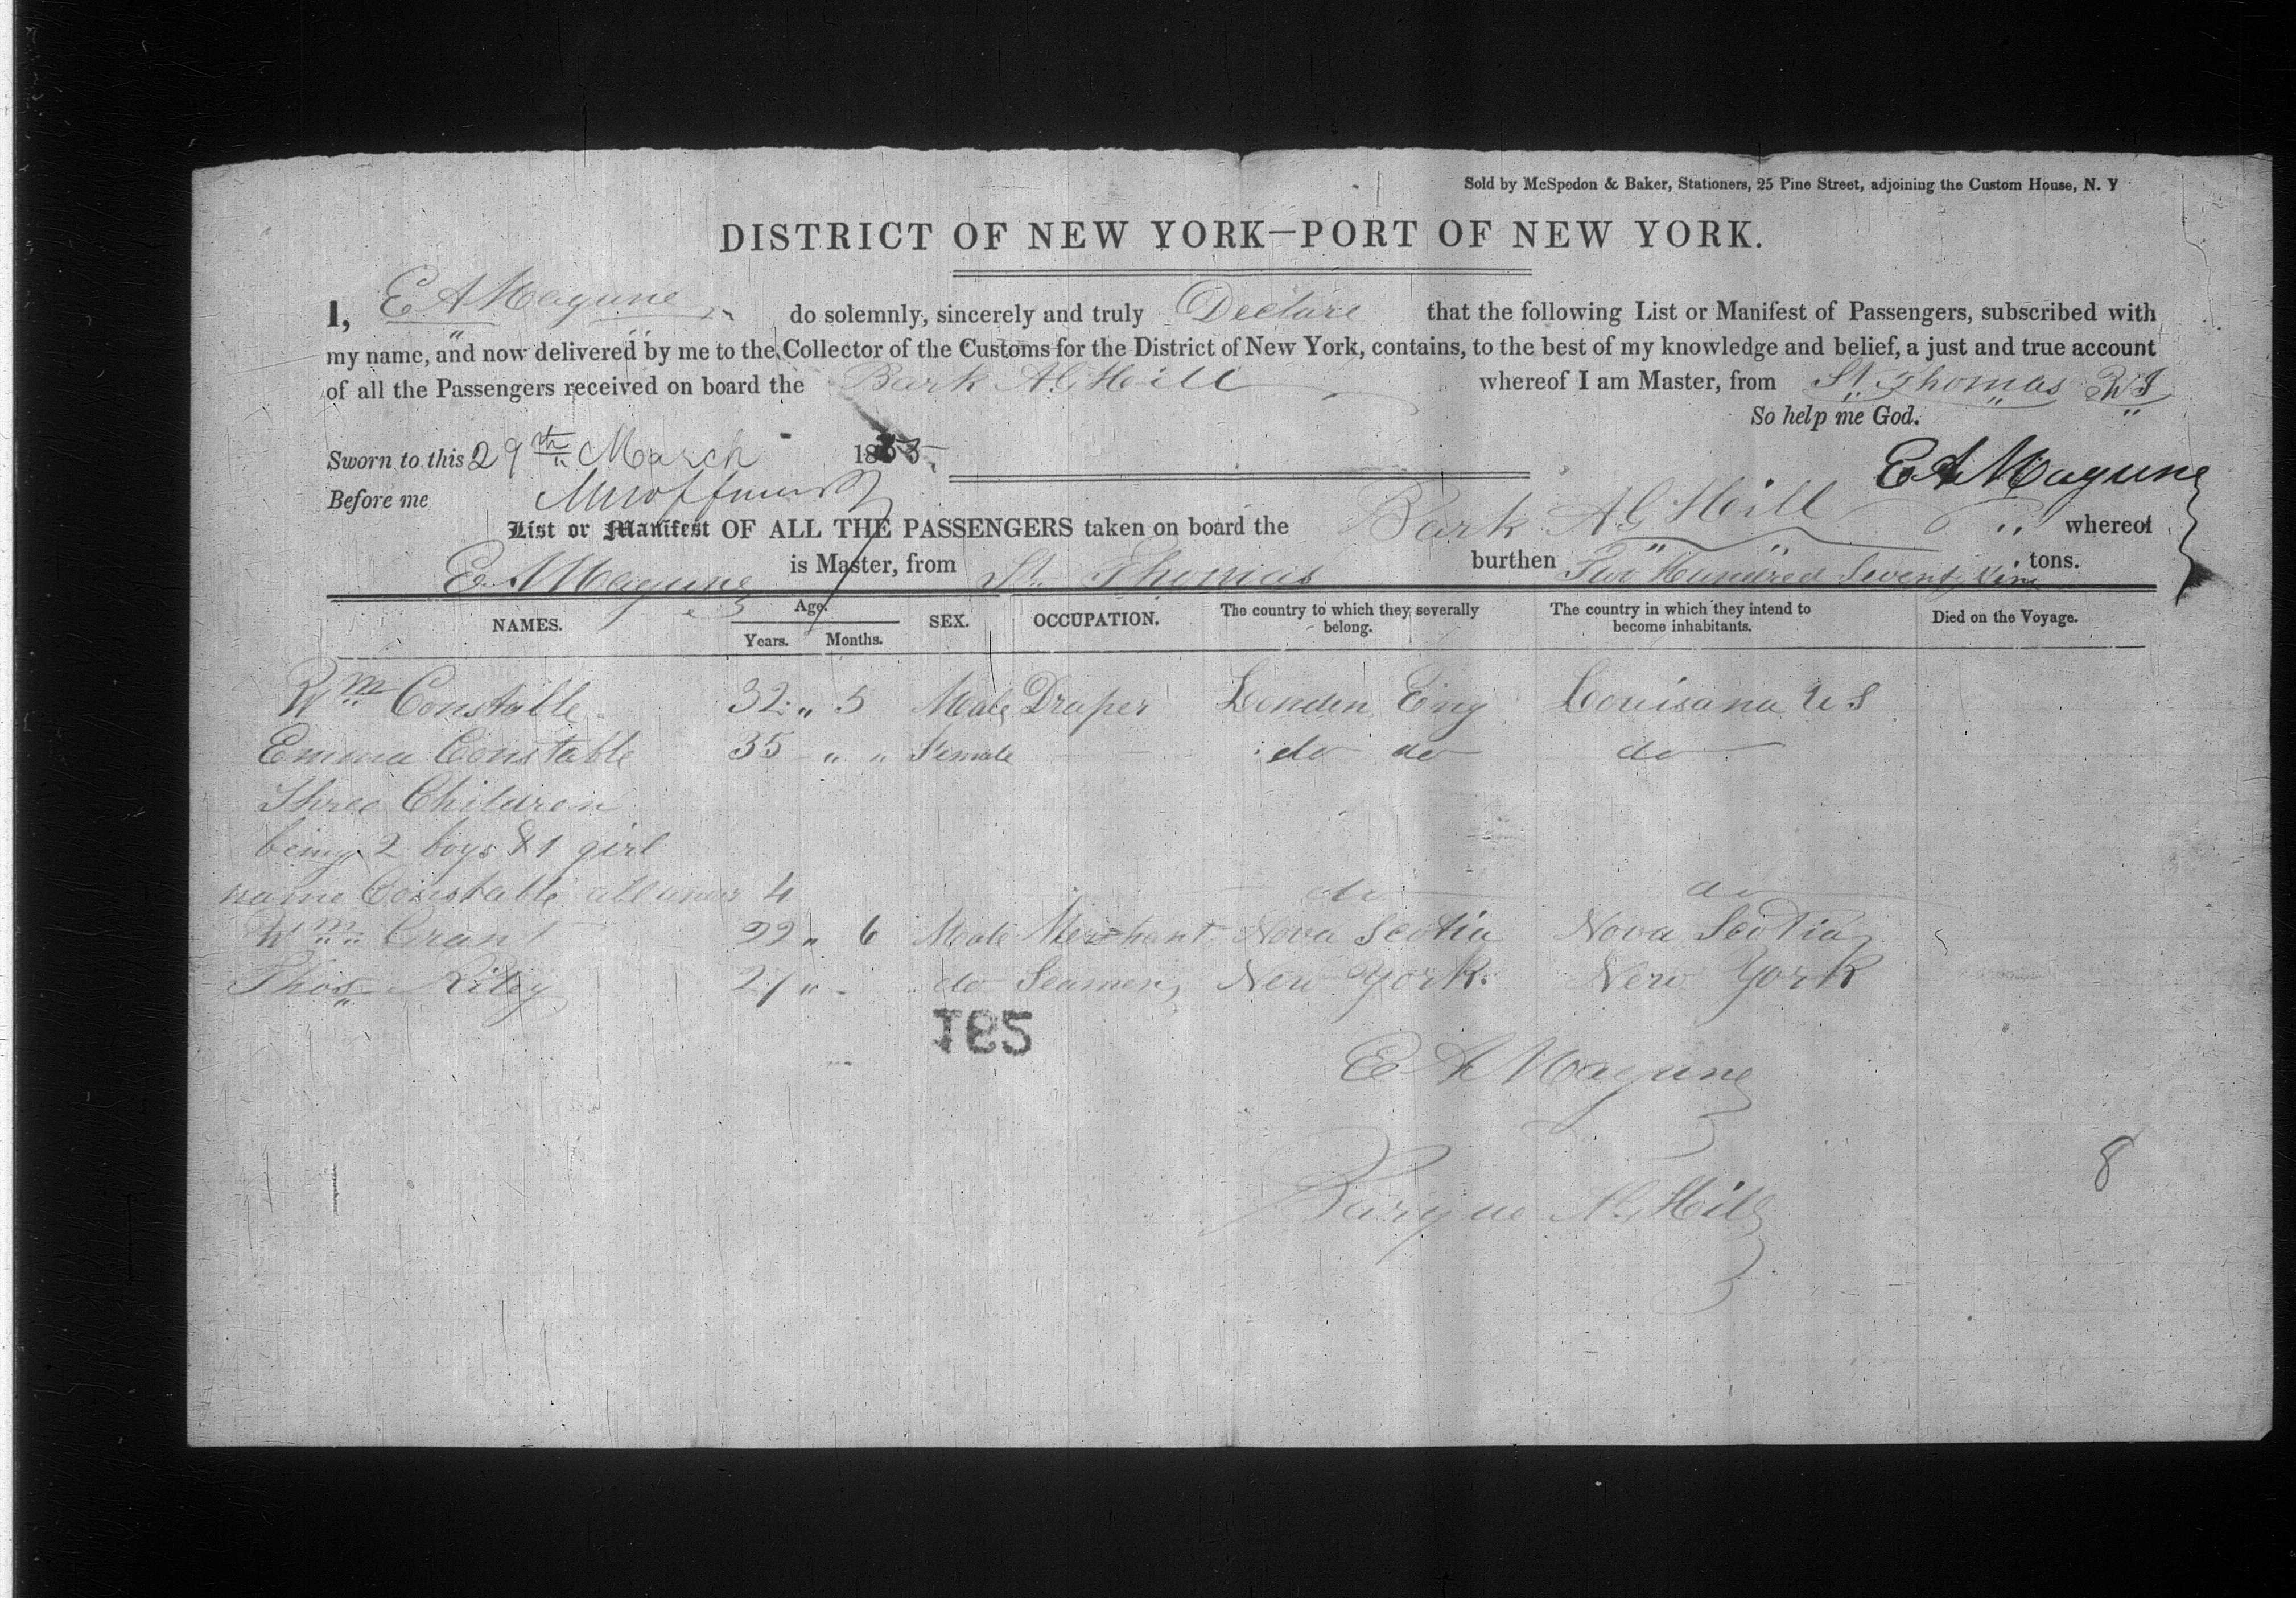 Sold by McSpedon & Baker, Stationers, 25 Pine Street, adjoining the Custom House, N. Y
DISTRICT OF NEW YORK—PORT OF NEW YORK.
I, E A Magune do solemnly, sincerely and truly Declare that the following List or Manifest of Passengers, subscribed with
my name, and now delivered by me to the Collector of the Customs for the District of New York, contains, to the best of my knowledge and belief, a just and true account
of all the Passengers received on board the Bark A G Hill whereof I am Master, from St Thomas W I
So help me God.
Sworn to this 29th March 1855
E A Magune
Before me
List or Manifest OF ALL THE PASSENGERS taken on board the Bark A G Hill whereof
E. A Magune is Master, from St. Thomas burthen Two Hundred Seventy Nine tons.
NAMES. Age. Years. Months. SEX. OCCUPATION. The country to which they severally belong. The country in which they intend to become inhabitants. Died on the Voyage.
Wm Constable 32 " 5 Male Draper London Eng Louisana U S
Emma Constable 35 " " Female do do do
Three Children
being 2 boys & 1 girl
name Constable all under 4 do do
Wm Grant 22 " 6 Male Merchant Nova Scotia Nova Scotia
Thos Riley 27 " do Seamen New York New York
185
E A Magune
Barque A G Hill
8